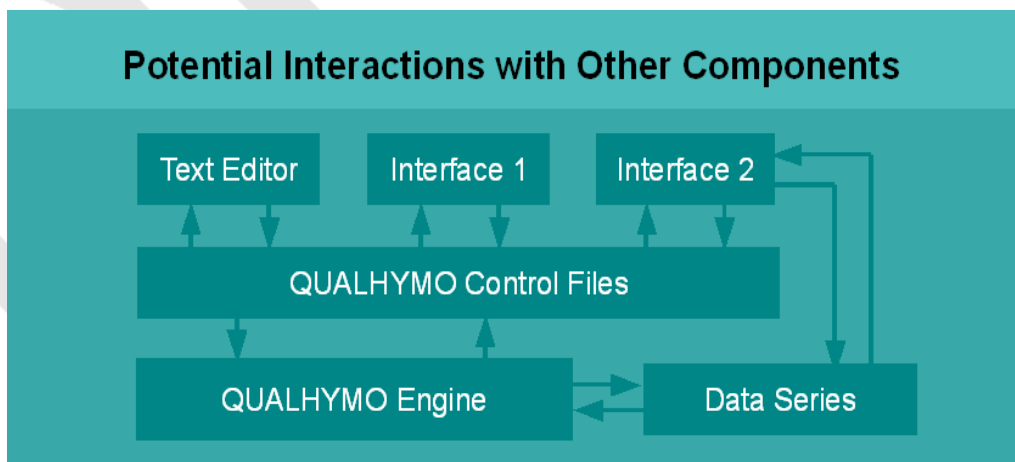 Potential Interactions with Other Components
Text Editor
Interface 1
Interface 2
QUALHYMO Control Files
QUALHYMO Engine
Data Series